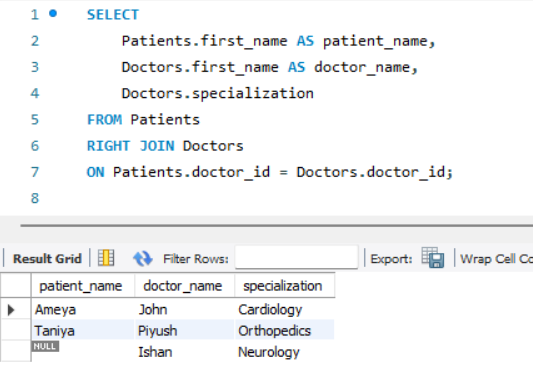 1 SELECT
2 Patients.first_name AS patient_name,
3 Doctors.first_name AS doctor_name,
4 Doctors.specialization
5 FROM Patients
6 RIGHT JOIN Doctors
7 ON Patients.doctor_id = Doctors.doctor_id;
8
Result Grid Filter Rows: Export: Wrap Cell Co
patient_name doctor_name specialization
Ameya John Cardiology
Taniya Piyush Orthopedics
NULL Ishan Neurology